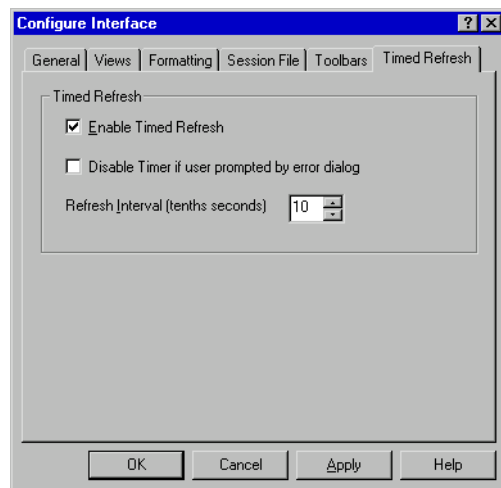 Configure Interface
General Views Formatting Session File Toolbars Timed Refresh
Timed Refresh
Enable Timed Refresh
Disable Timer if user prompted by error dialog
Refresh Interval (tenths seconds) 10
OK Cancel Apply Help